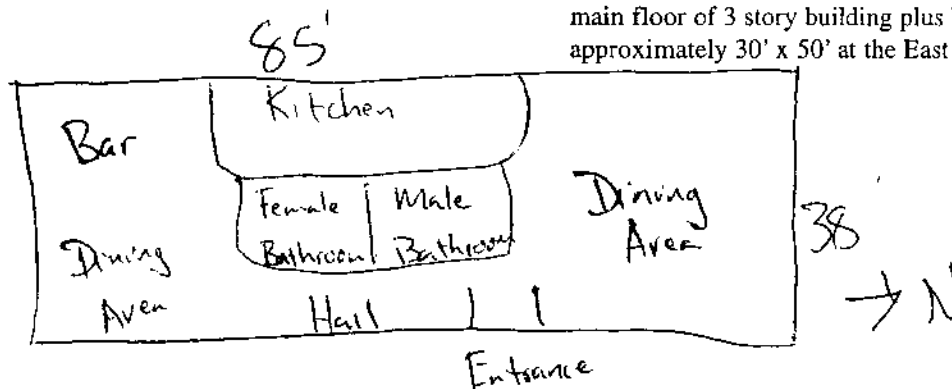 main floor of 3 story building plus
approximately 30' x 50' at the East
85'
Kitchen
Bar
Female
Bathroom
Male
Bathroom
Dining
Area
38'
Dining
Area
Hall
→ N
Entrance